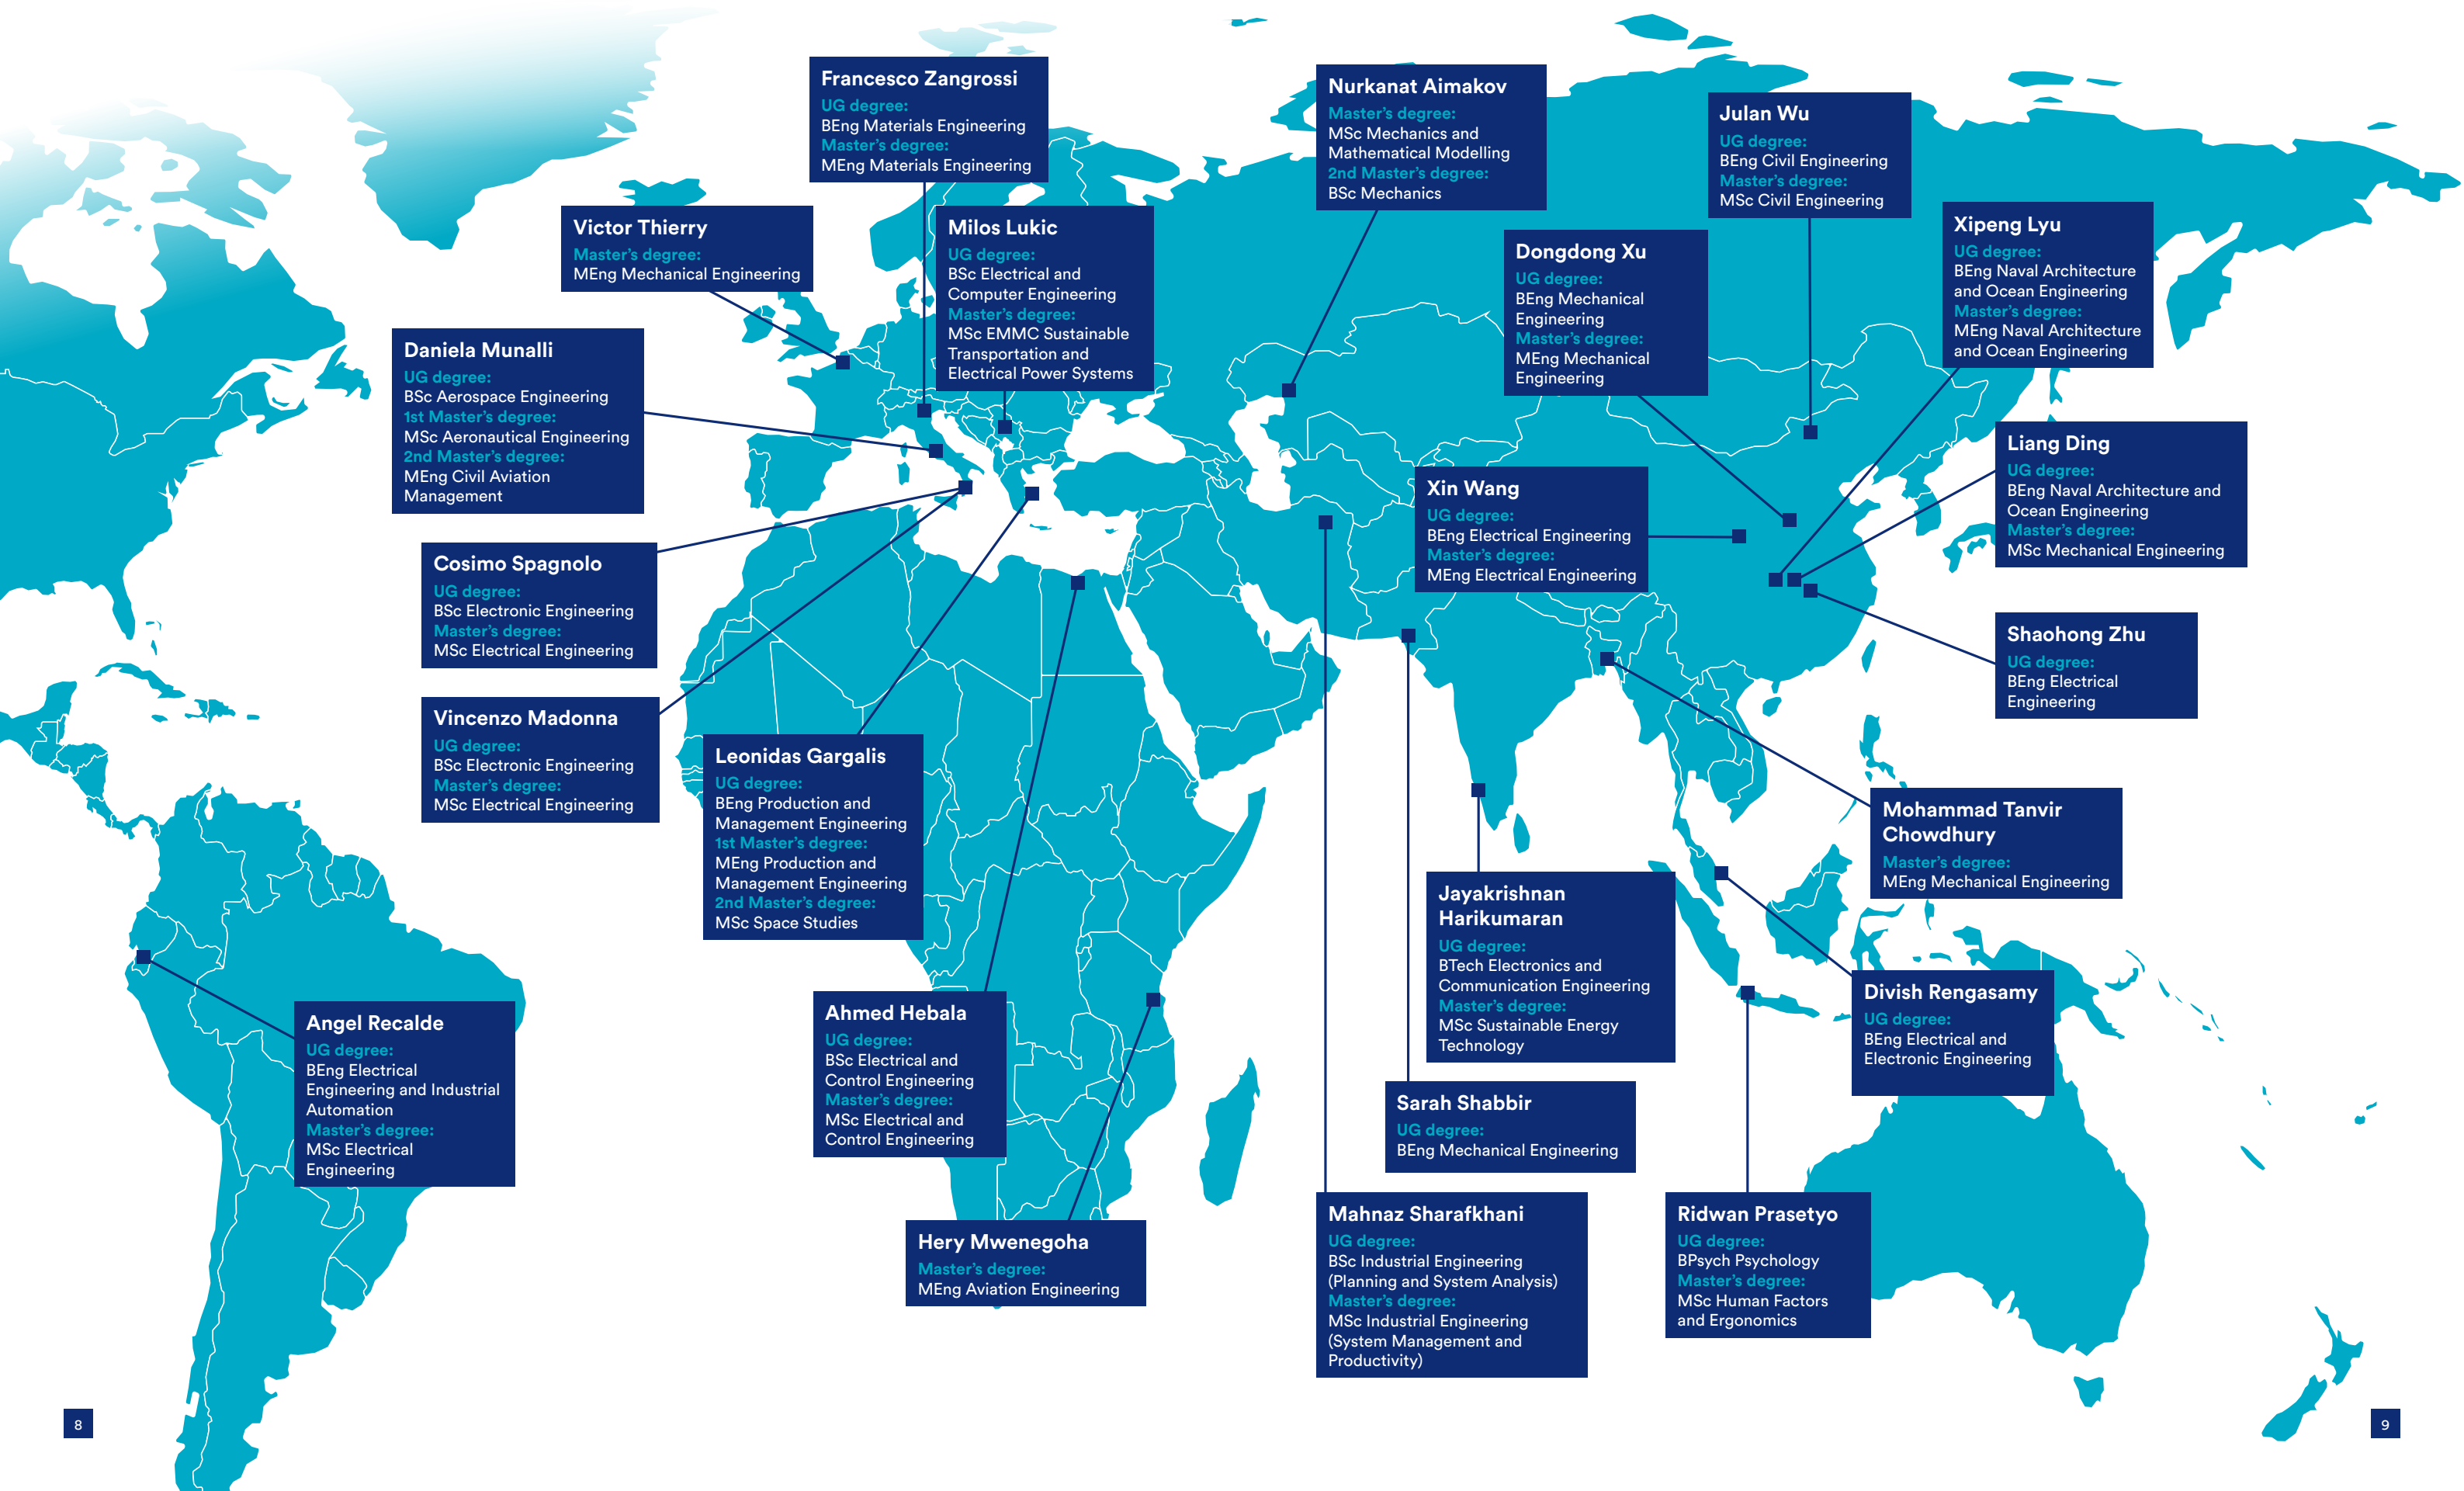 Francesco Zangrossi
UG degree:
BEng Materials Engineering
Master's degree:
MEng Materials Engineering
Victor Thierry
Master's degree:
MEng Mechanical Engineering
Milos Lukic
UG degree:
BSc Electrical and
Computer Engineering
Master's degree:
MSc EMMC Sustainable
Transportation and
Electrical Power Systems
Daniela Munalli
UG degree:
BSc Aerospace Engineering
1st Master's degree:
MSc Aeronautical Engineering
2nd Master's degree:
MEng Civil Aviation
Management
Cosimo Spagnolo
UG degree:
BSc Electronic Engineering
Master's degree:
MSc Electrical Engineering
Vincenzo Madonna
UG degree:
BSc Electronic Engineering
Master's degree:
MSc Electrical Engineering
Leonidas Gargalis
UG degree:
BEng Production and
Management Engineering
1st Master's degree:
MEng Production and
Management Engineering
2nd Master's degree:
MSc Space Studies
Angel Recalde
UG degree:
BEng Electrical
Engineering and Industrial
Automation
Master's degree:
MSc Electrical
Engineering
Ahmed Hebala
UG degree:
BSc Electrical and
Control Engineering
Master's degree:
MSc Electrical and
Control Engineering
Hery Mwenegoha
Master's degree:
MEng Aviation Engineering
8
Nurkanat Aimakov
Master's degree:
MSc Mechanics and
Mathematical Modelling
2nd Master's degree:
BSc Mechanics
Julan Wu
UG degree:
BEng Civil Engineering
Master's degree:
MSc Civil Engineering
Dongdong Xu
UG degree:
BEng Mechanical
Engineering
Master's degree:
MEng Mechanical
Engineering
Xipeng Lyu
UG degree:
BEng Naval Architecture
and Ocean Engineering
Master's degree:
MEng Naval Architecture
and Ocean Engineering
Xin Wang
UG degree:
BEng Electrical Engineering
Master's degree:
MEng Electrical Engineering
Liang Ding
UG degree:
BEng Naval Architecture and
Ocean Engineering
Master's degree:
MSc Mechanical Engineering
Shaohong Zhu
UG degree:
BEng Electrical
Engineering
Mohammad Tanvir
Chowdhury
Master's degree:
MEng Mechanical Engineering
Jayakrishnan
Harikumaran
UG degree:
BTech Electronics and
Communication Engineering
Master's degree:
MSc Sustainable Energy
Technology
Divish Rengasamy
UG degree:
BEng Electrical and
Electronic Engineering
Sarah Shabbir
UG degree:
BEng Mechanical Engineering
Mahnaz Sharafkhani
UG degree:
BSc Industrial Engineering
(Planning and System Analysis)
Master's degree:
MSc Industrial Engineering
(System Management and
Productivity)
Ridwan Prasetyo
UG degree:
BPsych Psychology
Master's degree:
MSc Human Factors
and Ergonomics
9